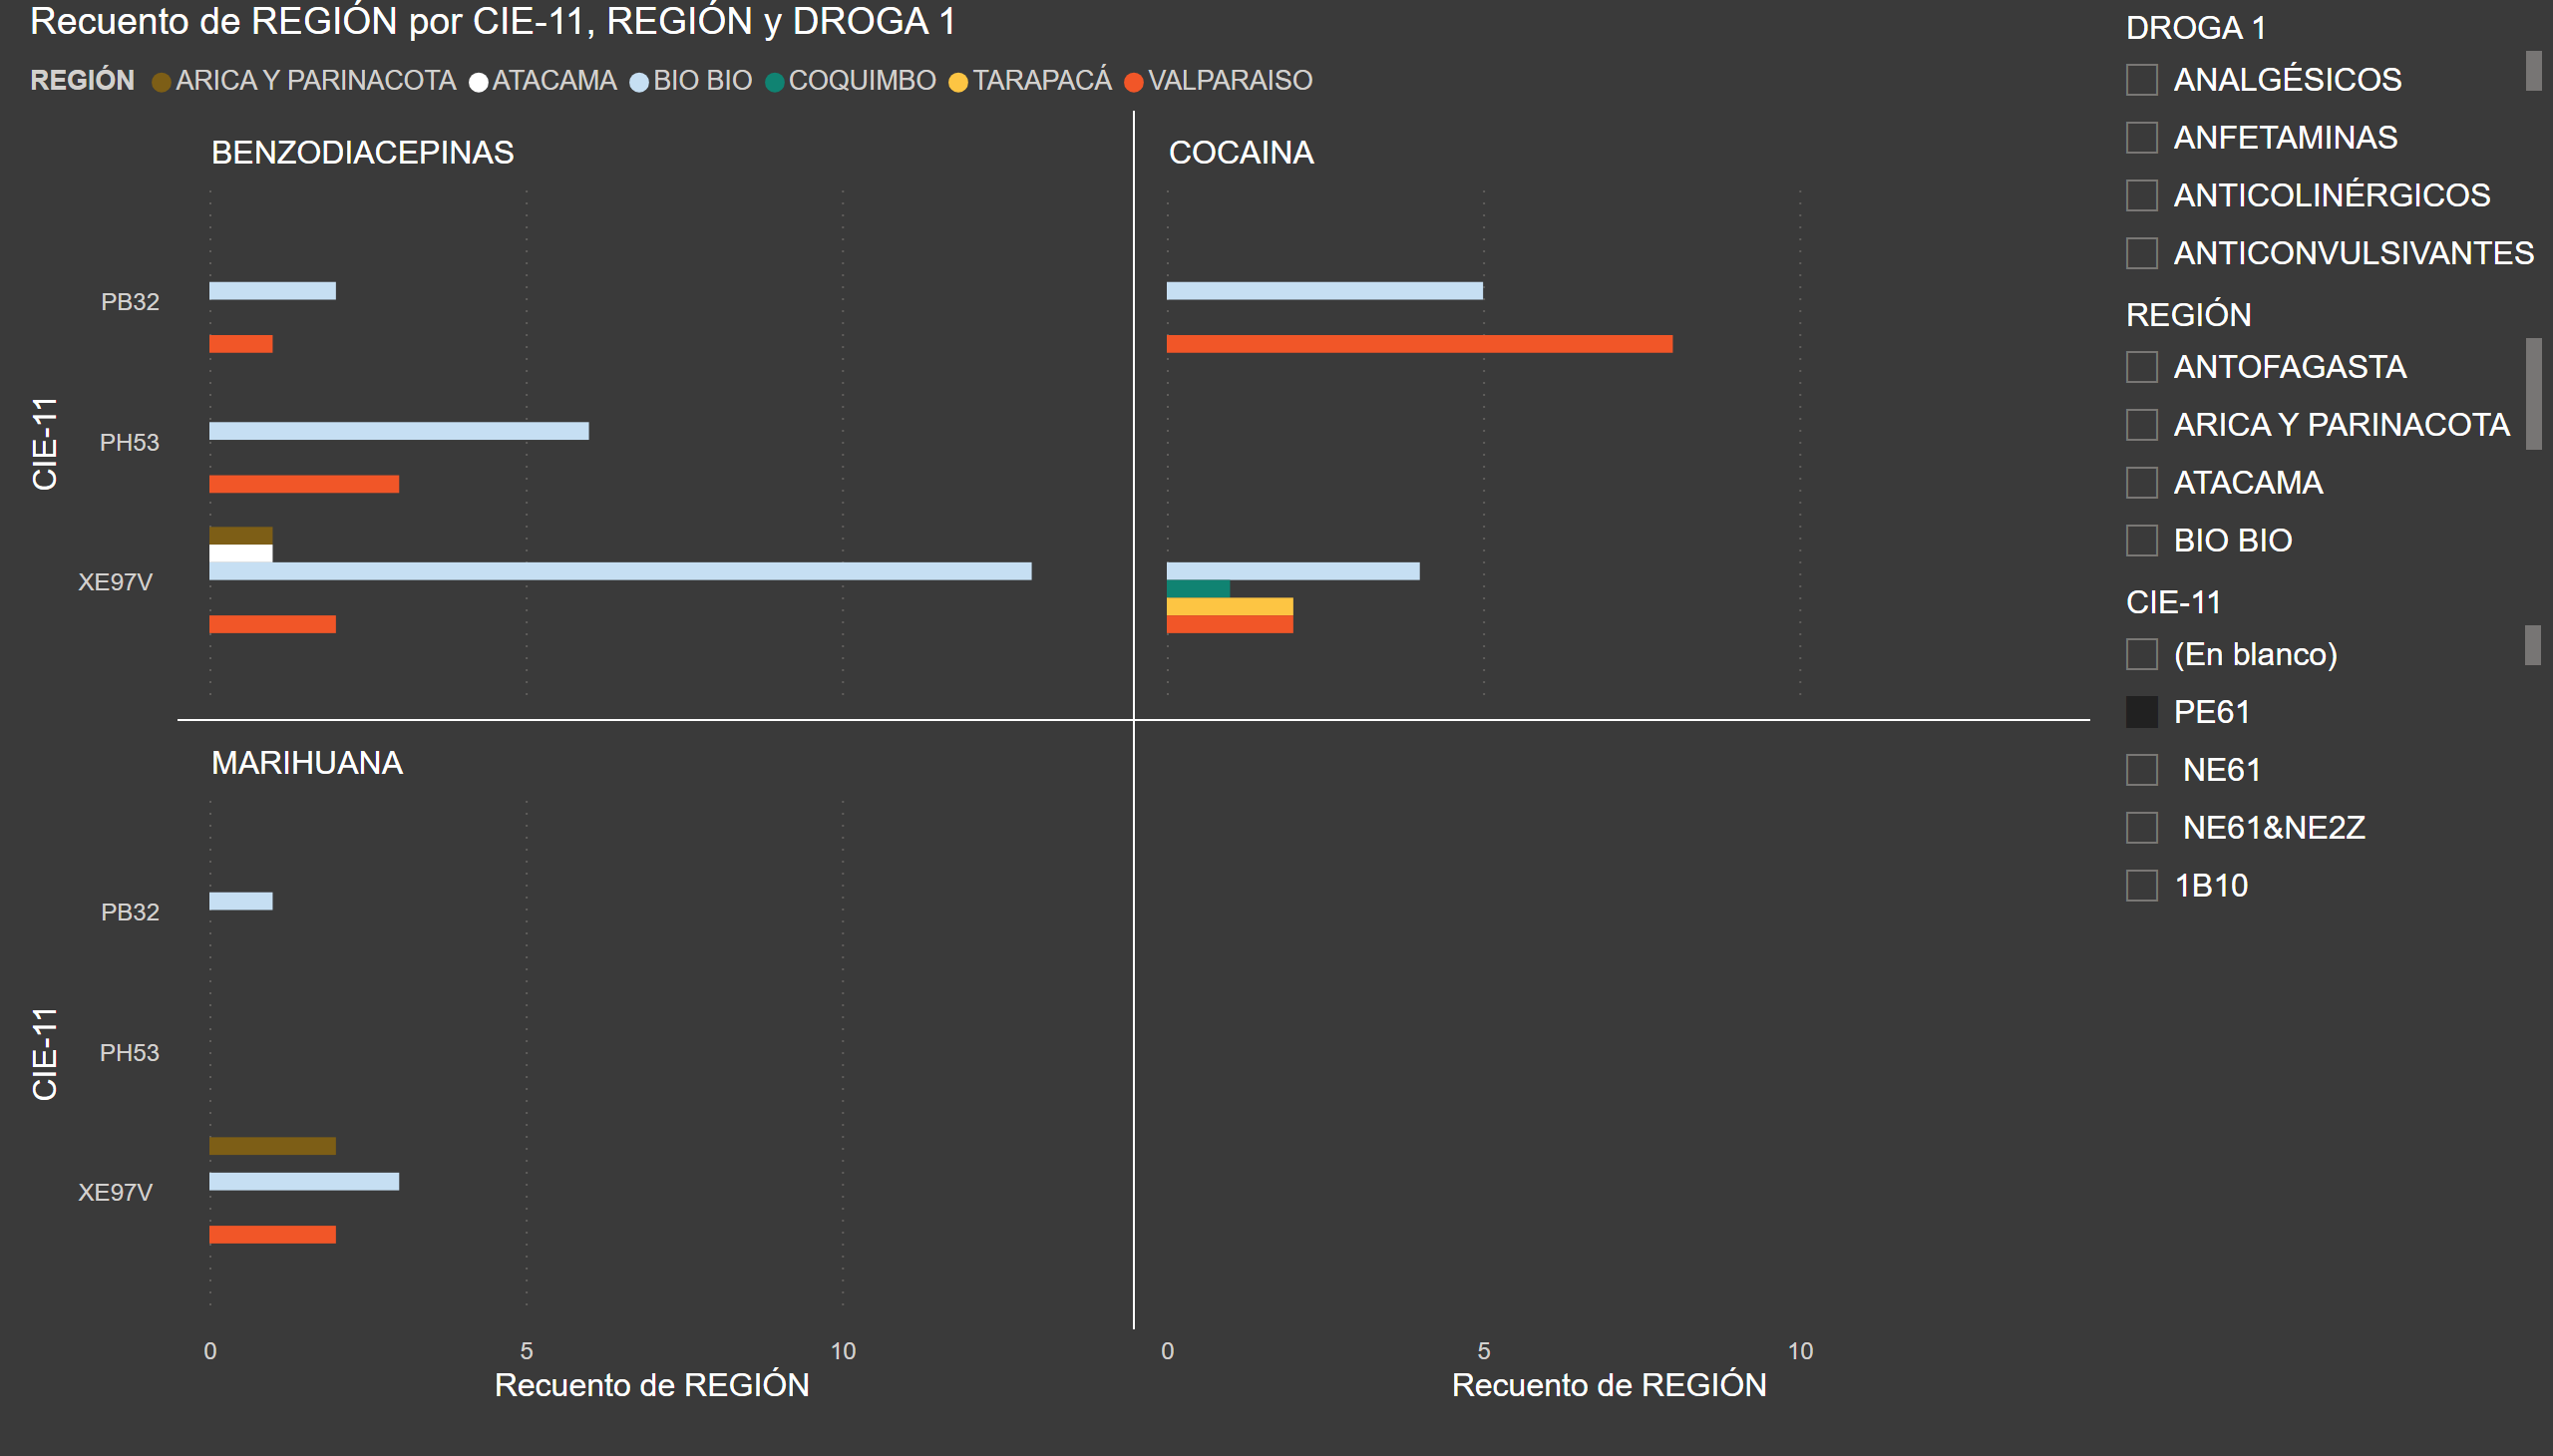 Recuento de REGIÓN por CIE-11, REGIÓN y DROGA 1
REGIÓN ARICA Y PARINACOTA ATACAMA BIO BIO COQUIMBO TARAPACÁ VALPARAISO
BENZODIACEPINAS
CIE-11
PB32
PH53
XE97V
COCAINA
MARIHUANA
CIE-11
PB32
PH53
XE97V
0 5 10
Recuento de REGIÓN
0 5 10
Recuento de REGIÓN
DROGA 1
ANALGÉSICOS
ANFETAMINAS
ANTICOLINÉRGICOS
ANTICONVULSIVANTES
REGIÓN
ANTOFAGASTA
ARICA Y PARINACOTA
ATACAMA
BIO BIO
CIE-11
(En blanco)
PE61
NE61
NE61&NE2Z
1B10